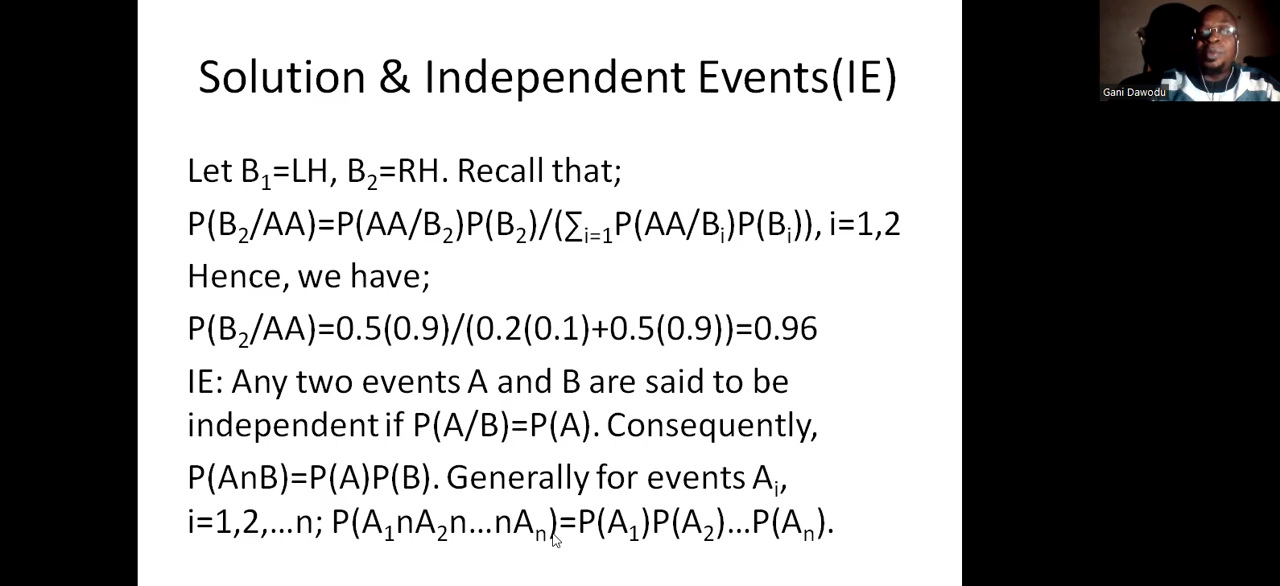 Solution & Independent Events(IE)
Gani Dawodu
Let B₁=LH, B₂=RH. Recall that;
P(B₂/AA)=P(AA/B₂)P(B₂)/(∑ᵢ₌₁P(AA/Bᵢ)P(Bᵢ)), i=1,2
Hence, we have;
P(B₂/AA)=0.5(0.9)/(0.2(0.1)+0.5(0.9))=0.96
IE: Any two events A and B are said to be
independent if P(A/B)=P(A). Consequently,
P(AnB)=P(A)P(B). Generally for events Aᵢ,
i=1,2,...n; P(A₁nA₂n...nAₙ)=P(A₁)P(A₂)...P(Aₙ).